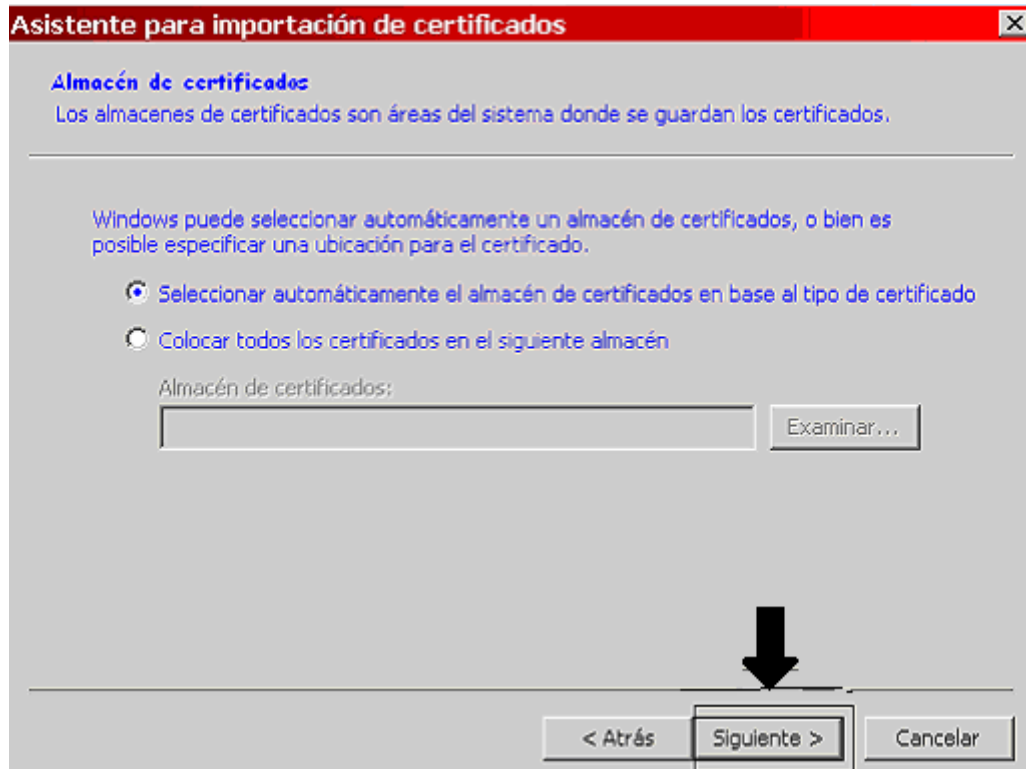 Asistente para importación de certificados
Almacén de certificados
Los almacenes de certificados son áreas del sistema donde se guardan los certificados.
Windows puede seleccionar automáticamente un almacén de certificados, o bien es
posible especificar una ubicación para el certificado.
Seleccionar automáticamente el almacén de certificados en base al tipo de certificado
Colocar todos los certificados en el siguiente almacén
Almacén de certificados:
Examinar...
< Atrás
Siguiente >
Cancelar